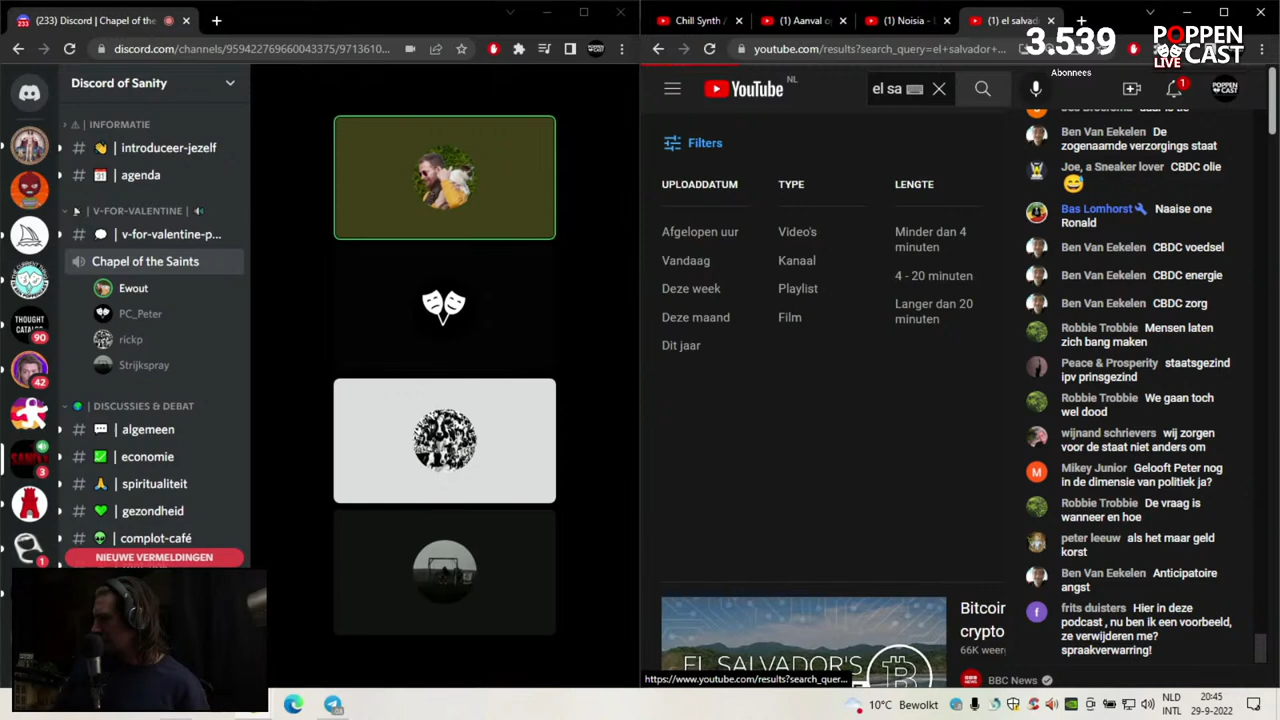 (233) Discord | Chapel of the
discord.com/channels/959422769660043375/9713610...
Discord of Sanity
INFORMATIE
# | introduceer-jezelf
# | agenda
| V-FOR-VALENTINE |
# | v-for-valentine-p...
Chapel of the Saints
Ewout
PC_Peter
rickp
Strijkspray
| DISCUSSIES & DEBAT
# | algemeen
# | economie
# | spiritualiteit
# | gezondheid
# | complot-café
NIEUWE VERMELDINGEN
THOUGHT
CATALOG
90
42
3
1
Chill Synth /
(1) Aanval op
(1) Noisia -
(1) el salvado
youtube.com/results?search_query=el+salvador+...
3.539
Abonnees
POPPEN
LIVE CAST
YouTube NL
el sa
1
Filters
UPLOADDATUM
TYPE
LENGTE
Afgelopen uur
Video's
Minder dan 4
minuten
Vandaag
Kanaal
4 - 20 minuten
Deze week
Playlist
Langer dan 20
minuten
Deze maand
Film
Dit jaar
Ben Van Eekelen De
zogenaamde verzorgings staat
Joe, a Sneaker lover CBDC olie
Bas Lomhorst Naaise one
Ronald
Ben Van Eekelen CBDC voedsel
Ben Van Eekelen CBDC energie
Ben Van Eekelen CBDC zorg
Robbie Trobbie Mensen laten
zich bang maken
Peace & Prosperity staatsgezind
ipv prinsgezind
Robbie Trobbie We gaan toch
wel dood
wijnand schrievers wij zorgen
voor de staat niet anders om
Mikey Junior Gelooft Peter nog
in de dimensie van politiek ja?
Robbie Trobbie De vraag is
wanneer en hoe
peter leeuw als het maar geld
korst
Ben Van Eekelen Anticipatoire
angst
frits duisters Hier in deze
podcast , nu ben ik een voorbeeld,
ze verwijderen me?
spraakverwarring!
EL SALVADOR'S
Bitcoin
crypto
66K weer
BBC News
https://www.youtube.com/results?search_quer...
10°C Bewolkt
NLD
INTL
20:45
29-9-2022